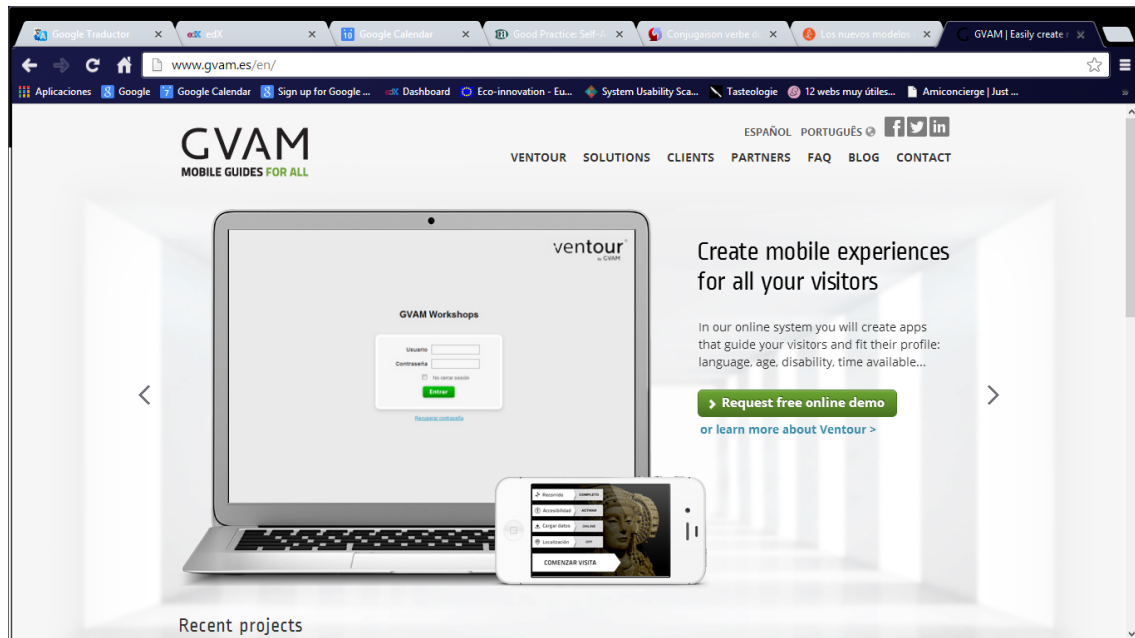 Google Traductor
edX edX
Google Calendar
Good Practice: Self-A
Conjugaison verbe d
Los nuevos modelos
GVAM | Easily create r
www.gvam.es/en/
Aplicaciones Google Google Calendar Sign up for Google ... edX Dashboard Eco-innovation - Eu... System Usability Sca... Tasteologie 12 webs muy útiles... Amiconcierge | Just ...
GVAM
MOBILE GUIDES FOR ALL
ESPAÑOL PORTUGUÊS
VENTOUR SOLUTIONS CLIENTS PARTNERS FAQ BLOG CONTACT
ventour
by GVAM
GVAM Workshops
Usuario
Contraseña
No cerrar sesión
Entrar
Recuperar contraseña
Create mobile experiences
for all your visitors
In our online system you will create apps
that guide your visitors and fit their profile:
language, age, disability, time available...
Request free online demo
or learn more about Ventour >
Recorrido COMPLETO
Accesibilidad ACTIVAR
Cargar datos ONLINE
Localización OFF
COMENZAR VISITA
Recent projects